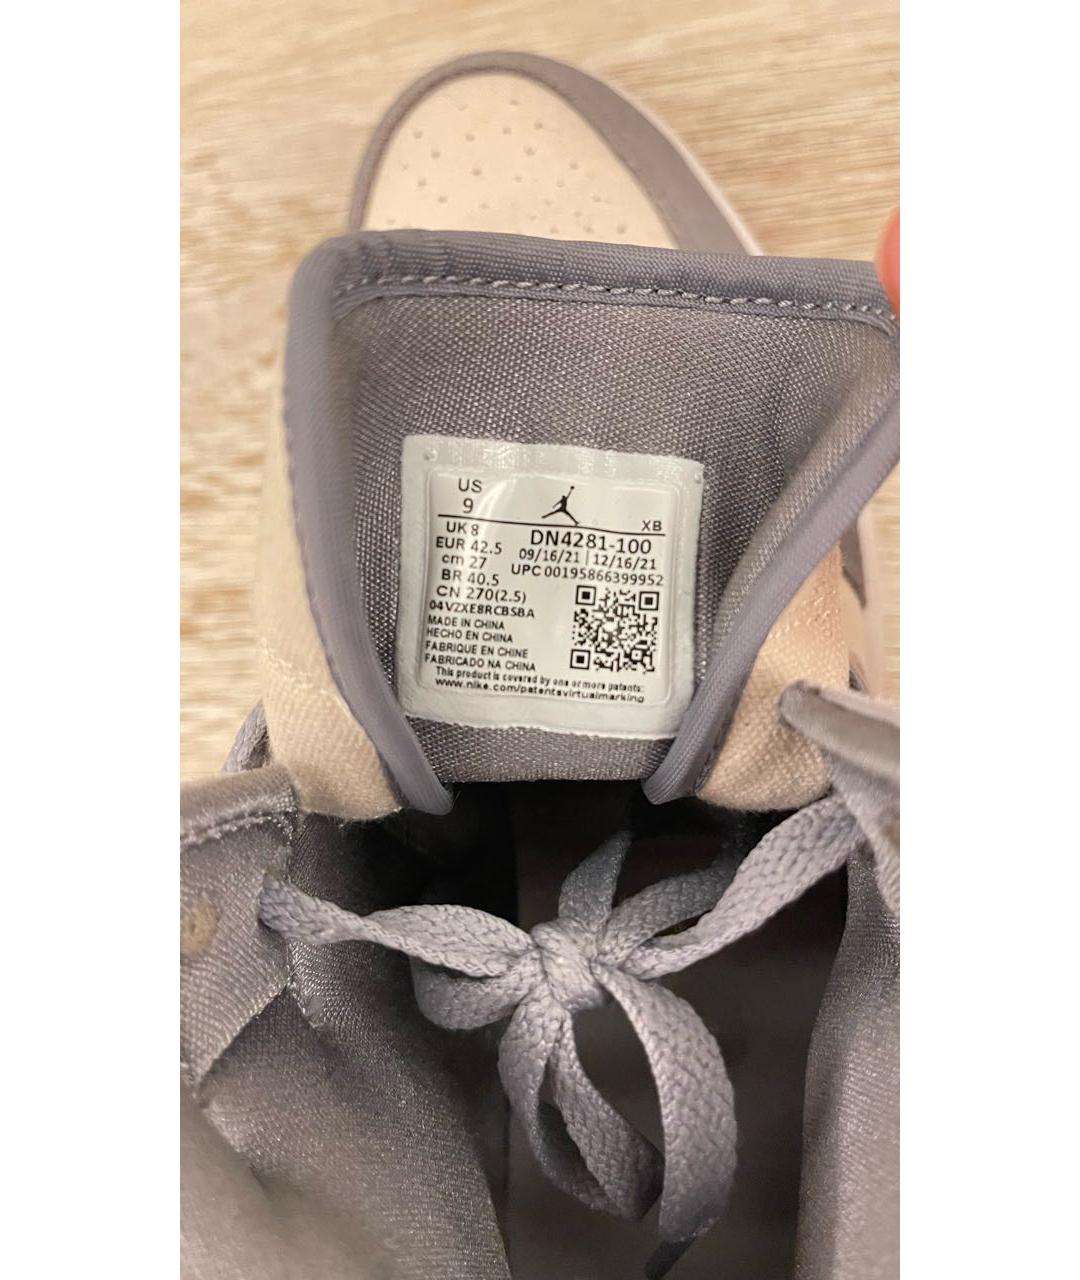 US
9
XB
UK 8
DN4281-100
EUR 42.5
09/16/21 | 12/16/21
cm 27
UPC 00195866399952
BR 40.5
CN 270(2.5)
04VZXE8RCBSBA
MADE IN CHINA
HECHO EN CHINA
FABRIQUE EN CHINE
FABRICADO NA CHINA
This product is covered by one or more patents:
www.nike.com/patentsvirtualmarking